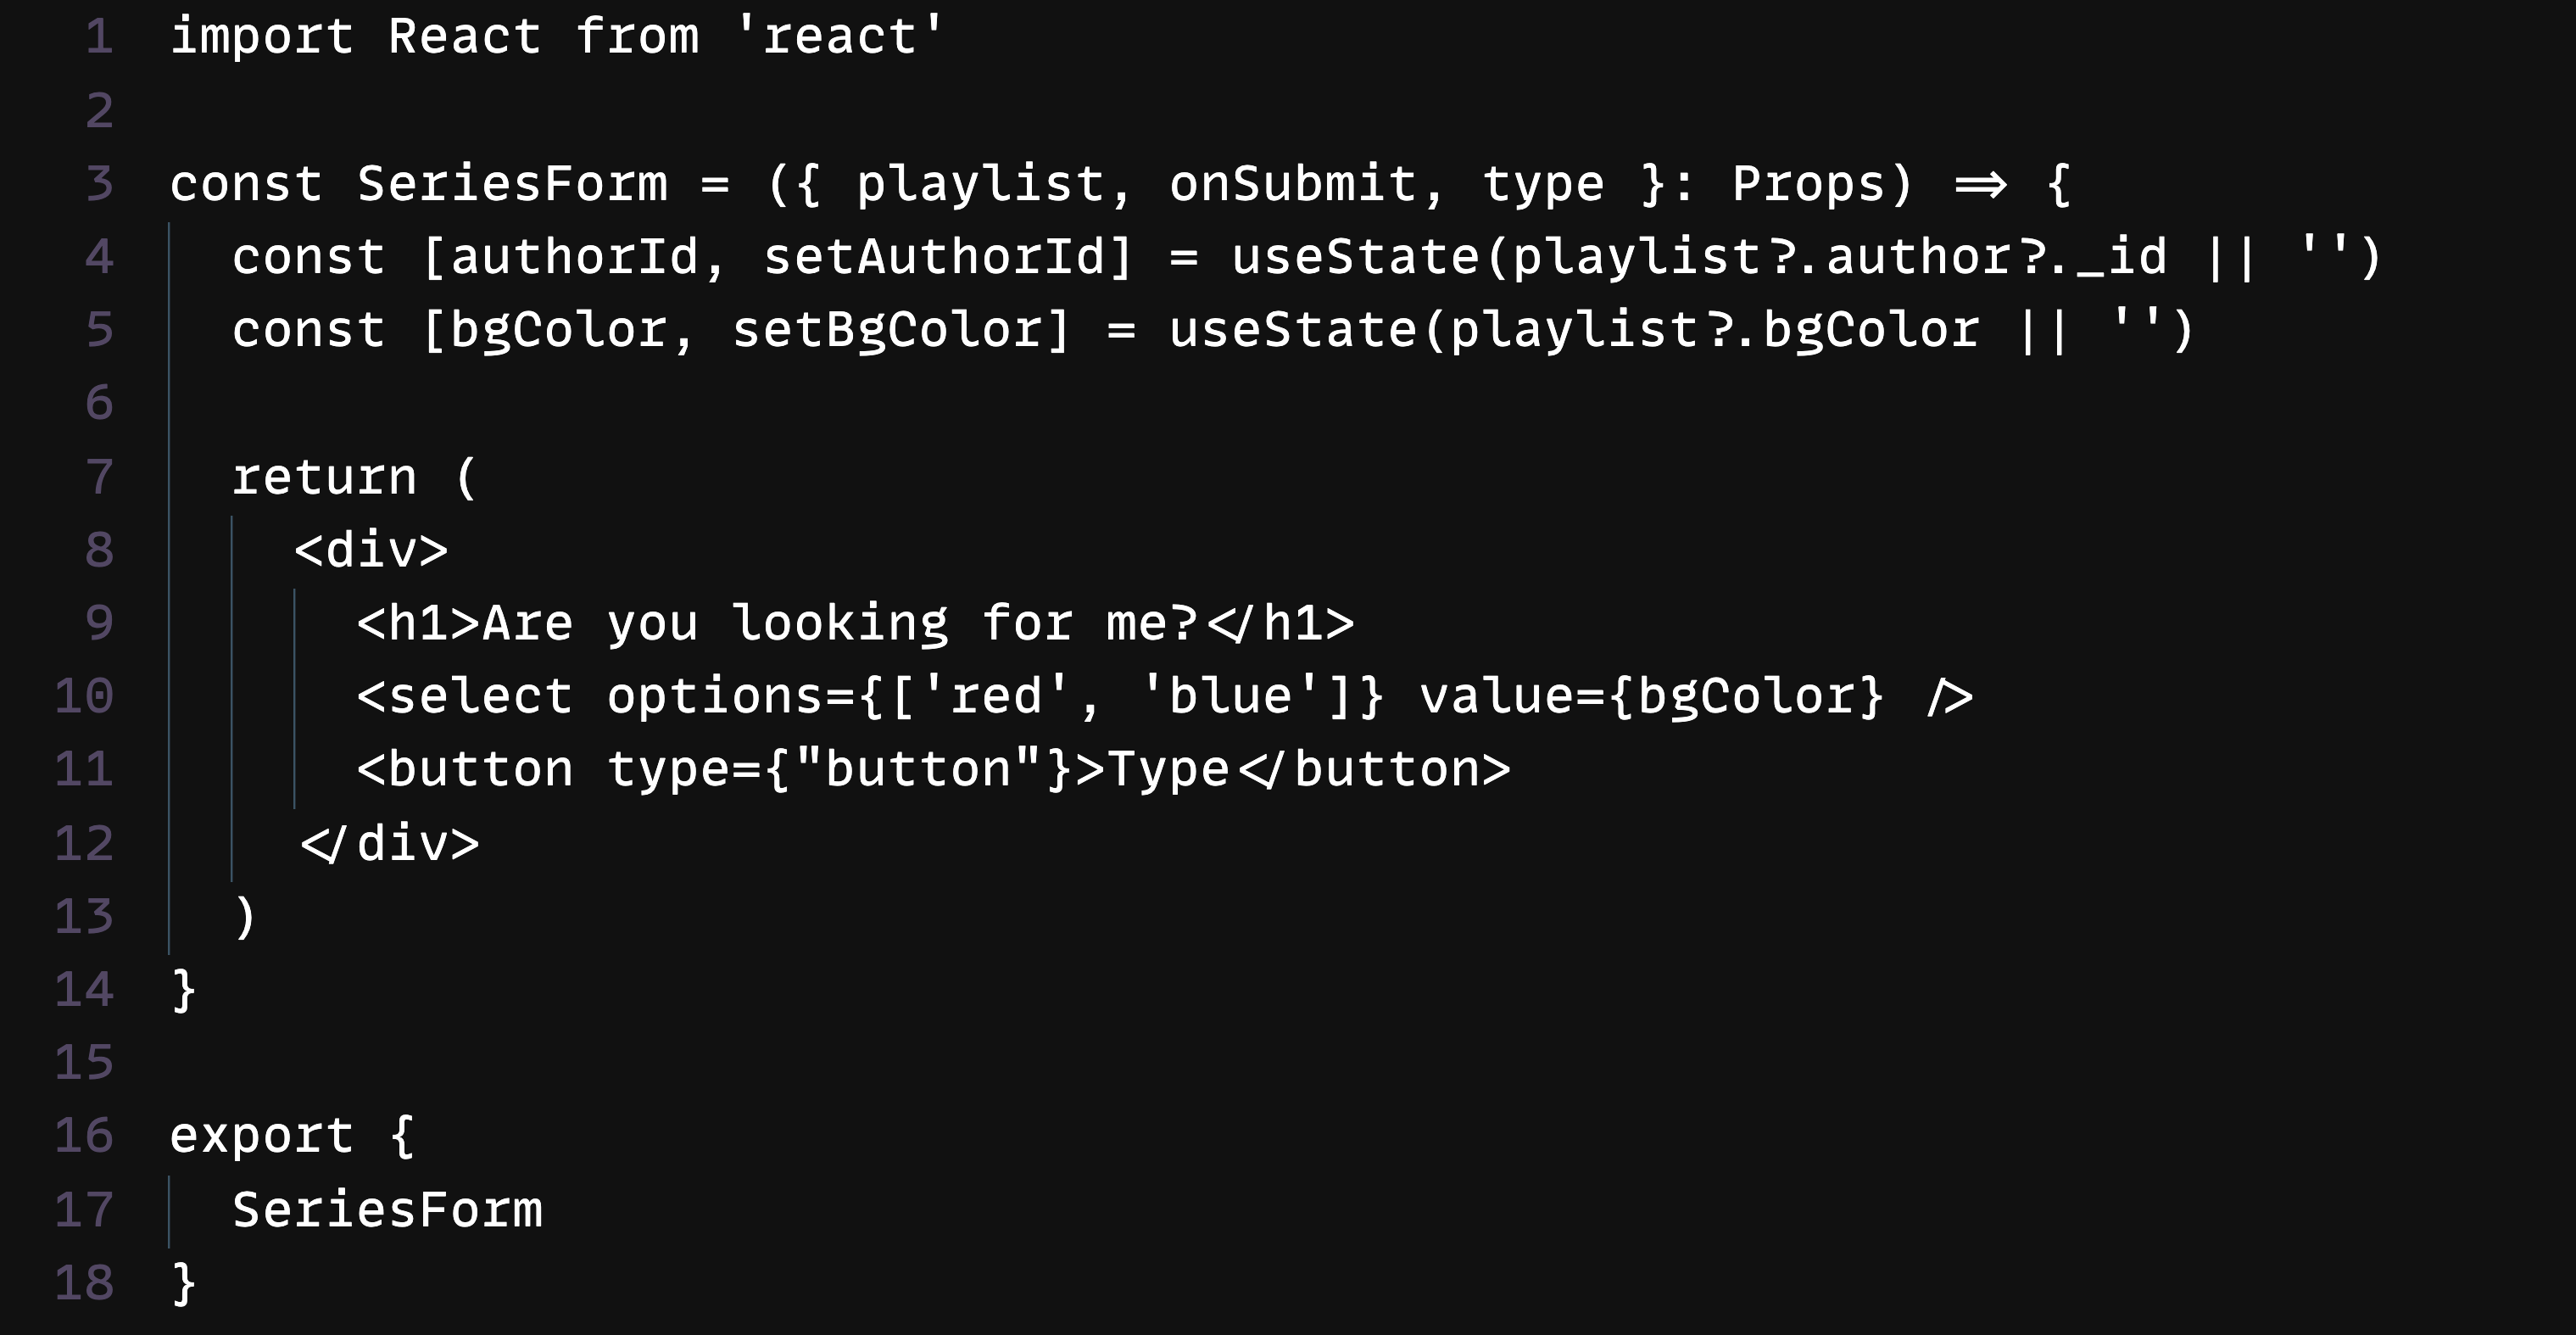 1 import React from 'react'
2
3 const SeriesForm = ({ playlist, onSubmit, type }: Props) => {
4   const [authorId, setAuthorId] = useState(playlist?.author?._id || '')
5   const [bgColor, setBgColor] = useState(playlist?.bgColor || '')
6
7   return (
8     <div>
9       <h1>Are you looking for me?</h1>
10       <select options={['red', 'blue']} value={bgColor} />
11       <button type={"button"}>Type</button>
12     </div>
13   )
14 }
15
16 export {
17   SeriesForm
18 }